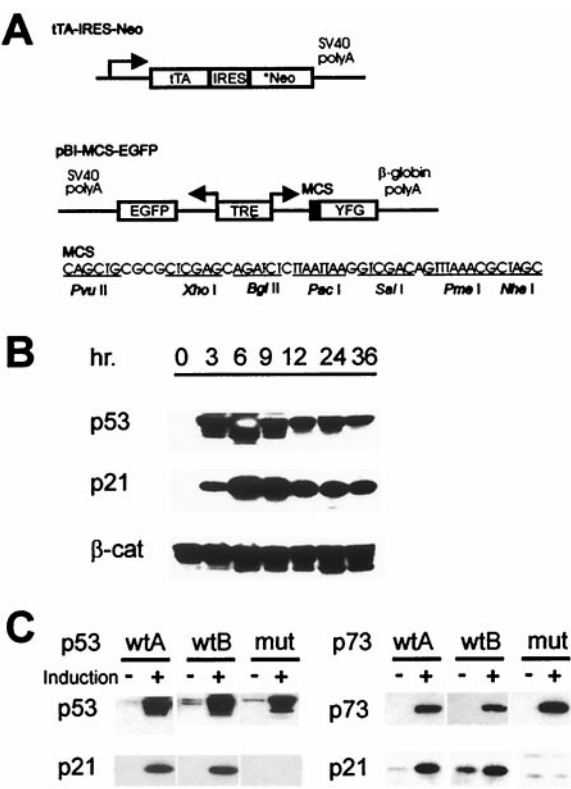 A
tTA-IRES-Neo
SV40
polyA
tTA IRES *Neo
pBI-MCS-EGFP
SV40
polyA
MCS
β-globin
polyA
EGFP TRE YFG
MCS
CAGCTGCGCGCTCGAGCAGATCTCTTAATTAAGGTCGACAGTTTAAACGCTAGC
Pvu II Xho I Bgl II Pac I Sal I Pme I Nhe I
B
hr. 0 3 6 9 12 24 36
p53
p21
β-cat
C
p53 wtA wtB mut
Induction - + - + - +
p53
p21
p73 wtA wtB mut
- + - + - +
p73
p21